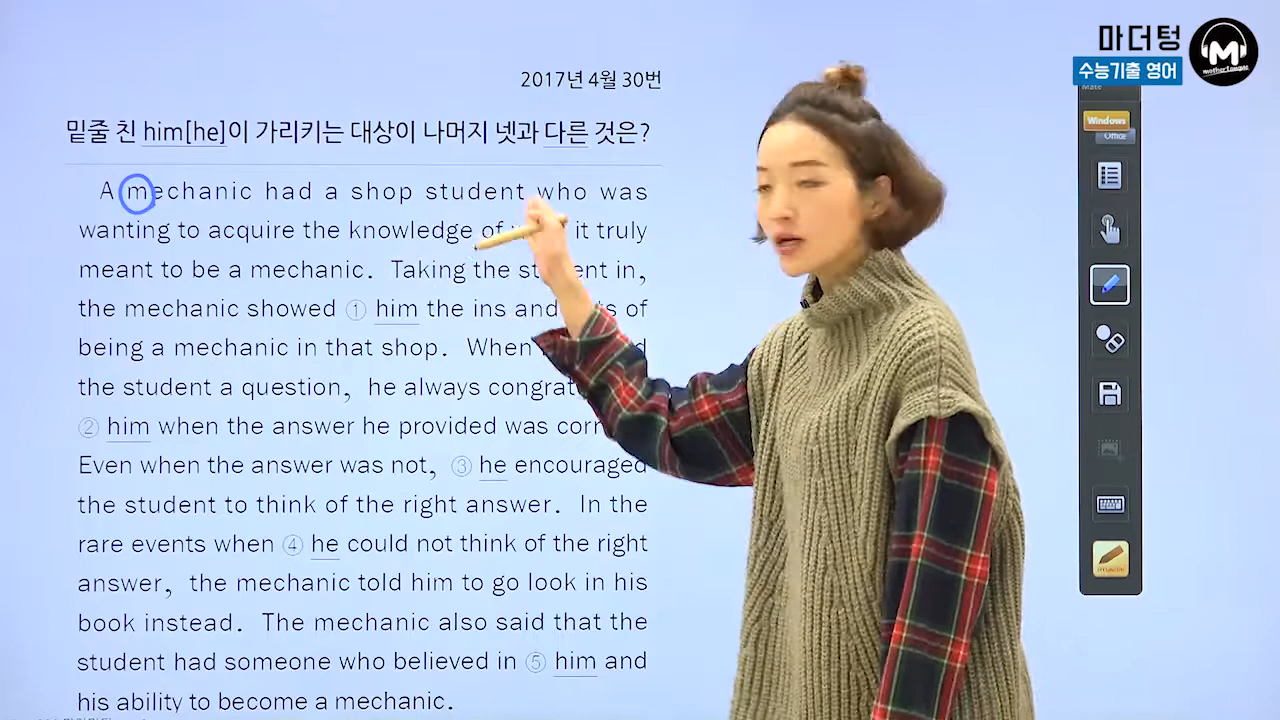 마더텅
수능기출 영어
motherTongue
Mate
Windows
Office
2017년 4월 30번
밑줄 친 him[he]이 가리키는 대상이 나머지 넷과 다른 것은?
A mechanic had a shop student who was
wanting to acquire the knowledge of it truly
meant to be a mechanic. Taking the in,
the mechanic showed ① him the ins and of
being a mechanic in that shop. When
the student a question, he always
② him when the answer he provided was
Even when the answer was not, ③ he encouraged
the student to think of the right answer. In the
rare events when ④ he could not think of the right
answer, the mechanic told him to go look in his
book instead. The mechanic also said that the
student had someone who believed in ⑤ him and
his ability to become a mechanic.